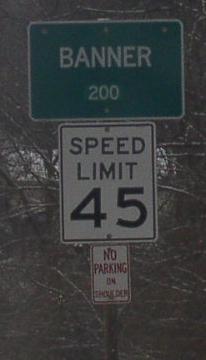 BANNER
200
SPEED
LIMIT
45
NO
PARKING
ON
SHOULDER